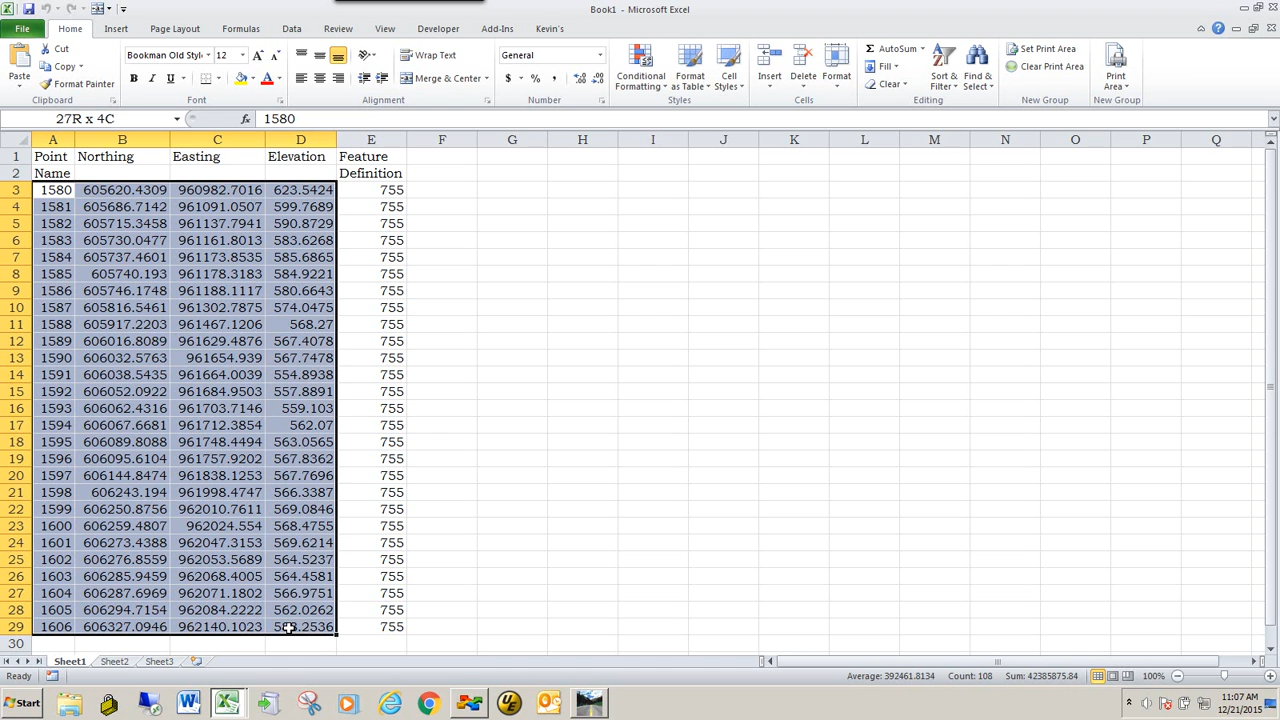 Book1 - Microsoft Excel
File Home Insert Page Layout Formulas Data Review View Developer Add-Ins Kevin's
Paste Cut Copy Format Painter
Clipboard
Bookman Old Styl 12
B I U A
Font
Wrap Text
Merge & Center
Alignment
General
$ % ,
Number
Conditional Formatting Format as Table Cell Styles
Styles
Insert Delete Format
Cells
AutoSum Fill Clear
Sort & Filter Find & Select
Editing
Set Print Area
Clear Print Area
New Group
Print Area
New Group
27R x 4C fx 1580
A B C D E F G H I J K L M N O P Q
1 Point Northing Easting Elevation Feature
2 Name Definition
3 1580 605620.4309 960982.7016 623.5424 755
4 1581 605686.7142 961091.0507 599.7689 755
5 1582 605715.3458 961137.7941 590.8729 755
6 1583 605730.0477 961161.8013 583.6268 755
7 1584 605737.4601 961173.8535 585.6865 755
8 1585 605740.193 961178.3183 584.9221 755
9 1586 605746.1748 961188.1117 580.6643 755
10 1587 605816.5461 961302.7875 574.0475 755
11 1588 605917.2203 961467.1206 568.27 755
12 1589 606016.8089 961629.4876 567.4078 755
13 1590 606032.5763 961654.939 567.7478 755
14 1591 606038.5435 961664.0039 554.8938 755
15 1592 606052.0922 961684.9503 557.8891 755
16 1593 606062.4316 961703.7146 559.103 755
17 1594 606067.6681 961712.3854 562.07 755
18 1595 606089.8088 961748.4494 563.0565 755
19 1596 606095.6104 961757.9202 567.8362 755
20 1597 606144.8474 961838.1253 567.7696 755
21 1598 606243.194 961998.4747 566.3387 755
22 1599 606250.8756 962010.7611 569.0846 755
23 1600 606259.4807 962024.554 568.4755 755
24 1601 606273.4388 962047.3153 569.6214 755
25 1602 606276.8559 962053.5689 564.5237 755
26 1603 606285.9459 962068.4005 564.4581 755
27 1604 606287.6969 962071.1802 566.9751 755
28 1605 606294.7154 962084.2222 562.0262 755
29 1606 606327.0946 962140.1023 755
30
Sheet1 Sheet2 Sheet3
Ready Average: 392461.8134 Count: 108 Sum: 42385875.84 100%
Start 11:07 AM
12/21/2015